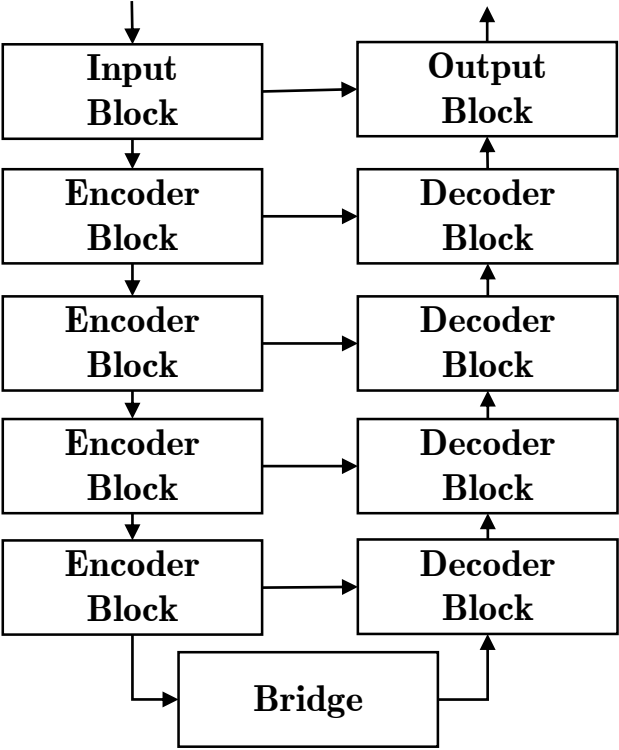 Input
Block
Output
Block
Encoder
Block
Decoder
Block
Encoder
Block
Decoder
Block
Encoder
Block
Decoder
Block
Encoder
Block
Decoder
Block
Bridge